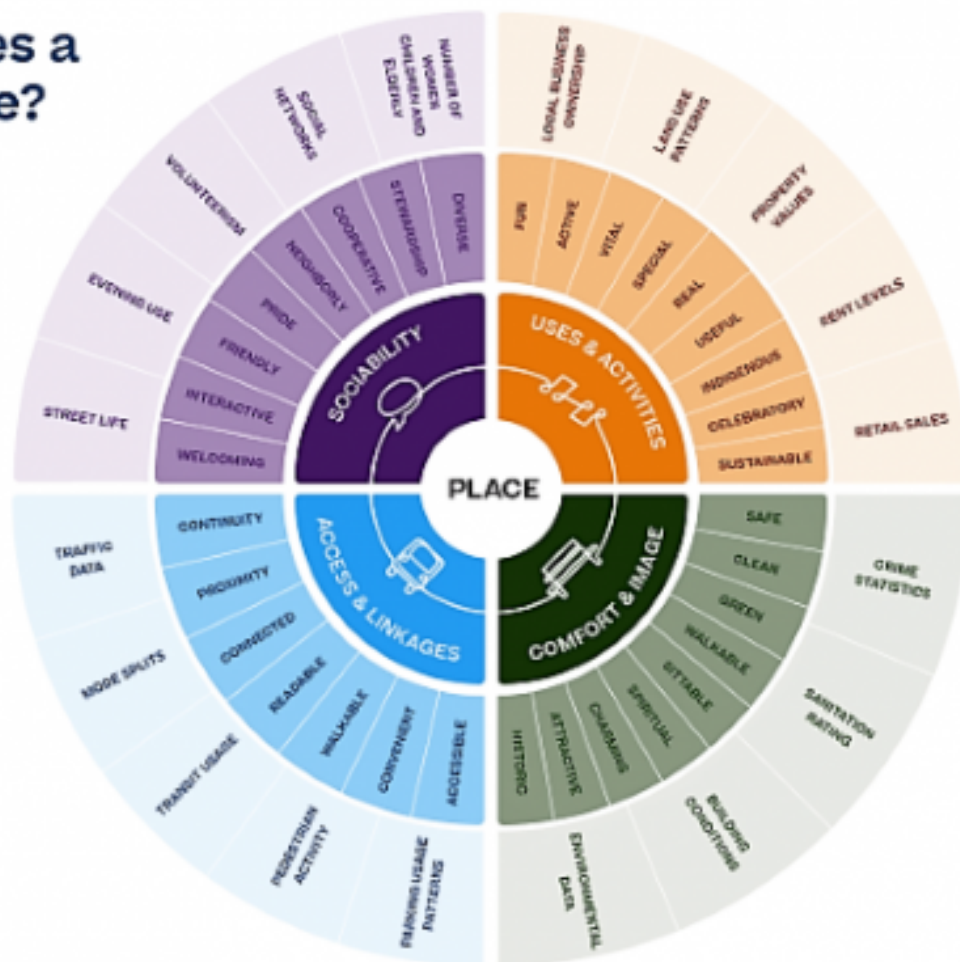 es a
e?
NUMBER OF
WOMEN,
CHILDREN AND
ELDERLY
SOCIAL
NETWORKS
VOLUNTEERISM
EVENING USE
STREET LIFE
DIVERSE
STEWARDSHIP
COOPERATIVE
NEIGHBORLY
PRIDE
FRIENDLY
INTERACTIVE
WELCOMING
SOCIABILITY
LOCAL BUSINESS
OWNERSHIP
LAND USE
PATTERNS
PROPERTY
VALUES
RENT LEVELS
RETAIL SALES
FUN
ACTIVE
VITAL
SPECIAL
REAL
USEFUL
INDIGENOUS
CELEBRATORY
SUSTAINABLE
USES & ACTIVITIES
PLACE
ACCESS & LINKAGES
CONTINUITY
PROXIMITY
CONNECTED
READABLE
WALKABLE
CONVENIENT
ACCESSIBLE
TRAFFIC
DATA
MODE SPLITS
TRANSIT USAGE
PEDESTRIAN
ACTIVITY
PARKING USAGE
PATTERNS
COMFORT & IMAGE
SAFE
CLEAN
GREEN
WALKABLE
SITTABLE
SPIRITUAL
CHARMING
ATTRACTIVE
HISTORIC
CRIME
STATISTICS
SANITATION
RATING
BUILDING
CONDITIONS
ENVIRONMENTAL
DATA